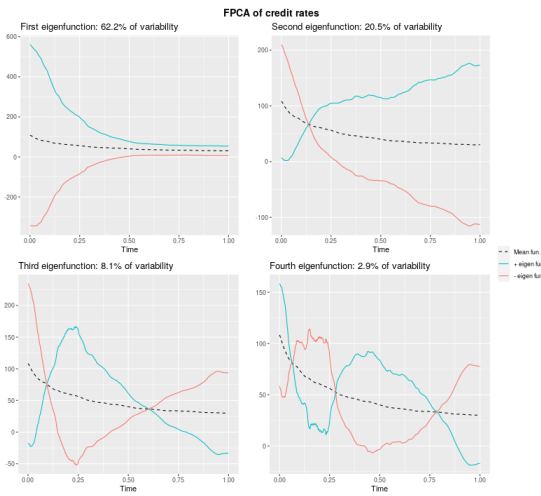 FPCA of credit rates
First eigenfunction: 62.2% of variability
600
400
200
0
-200
0.00 0.25 0.50 0.75 1.00
Time
Second eigenfunction: 20.5% of variability
200
100
0
-100
0.00 0.25 0.50 0.75 1.00
Time
Third eigenfunction: 8.1% of variability
200
150
100
50
0
-50
0.00 0.25 0.50 0.75 1.00
Time
Fourth eigenfunction: 2.9% of variability
150
100
50
0
0.00 0.25 0.50 0.75 1.00
Time
Mean fun.
+ eigen fu
- eigen fu